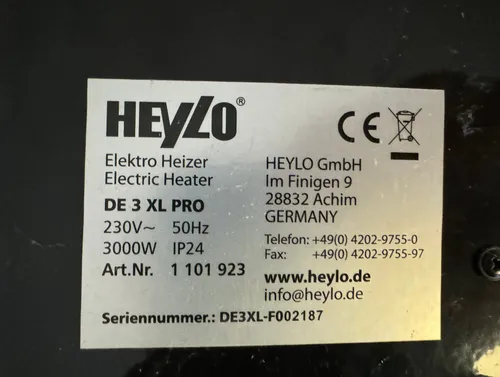 HEYLO®
CE
Elektro Heizer
Electric Heater
DE 3 XL PRO
230V~ 50Hz
3000W IP24
Art.Nr. 1 101 923
HEYLO GmbH
Im Finigen 9
28832 Achim
GERMANY
Telefon: +49(0) 4202-9755-0
Fax: +49(0) 4202-9755-97
www.heylo.de
info@heylo.de
Seriennummer.: DE3XL-F002187